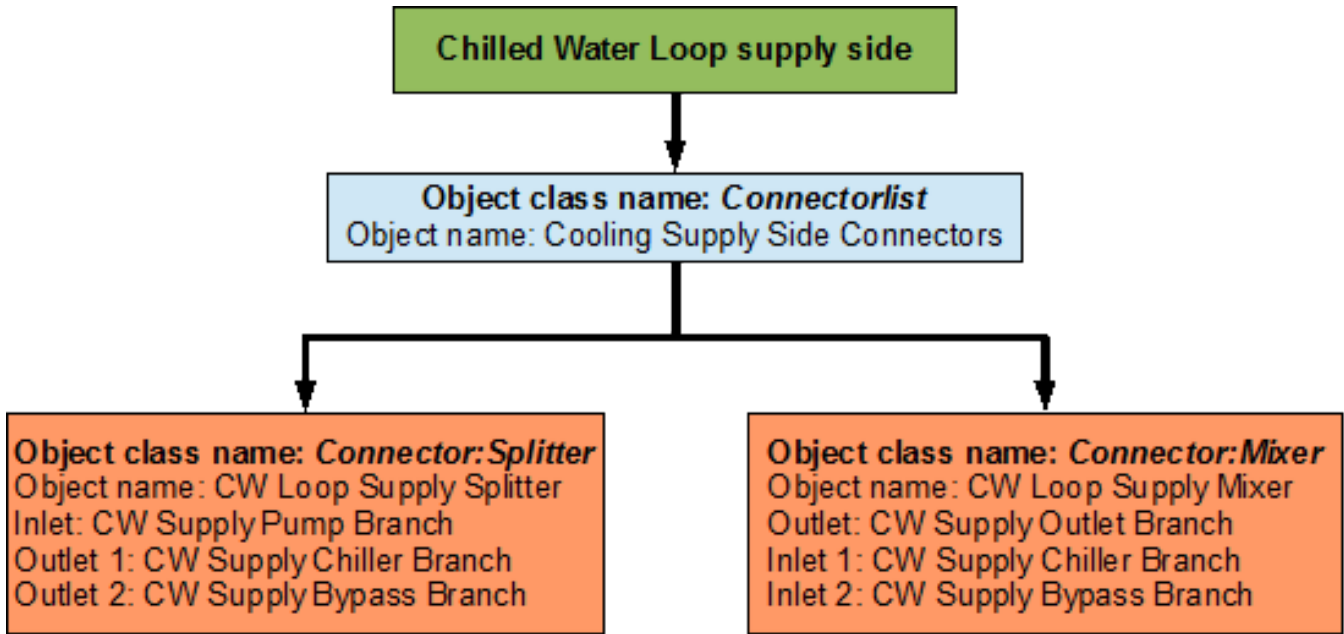 Chilled Water Loop supply side
Object class name: Connectorlist
Object name: Cooling Supply Side Connectors
Object class name: Connector:Splitter
Object name: CW Loop Supply Splitter
Inlet: CW Supply Pump Branch
Outlet 1: CW Supply Chiller Branch
Outlet 2: CW Supply Bypass Branch
Object class name: Connector:Mixer
Object name: CW Loop Supply Mixer
Outlet: CW Supply Outlet Branch
Inlet 1: CW Supply Chiller Branch
Inlet 2: CW Supply Bypass Branch